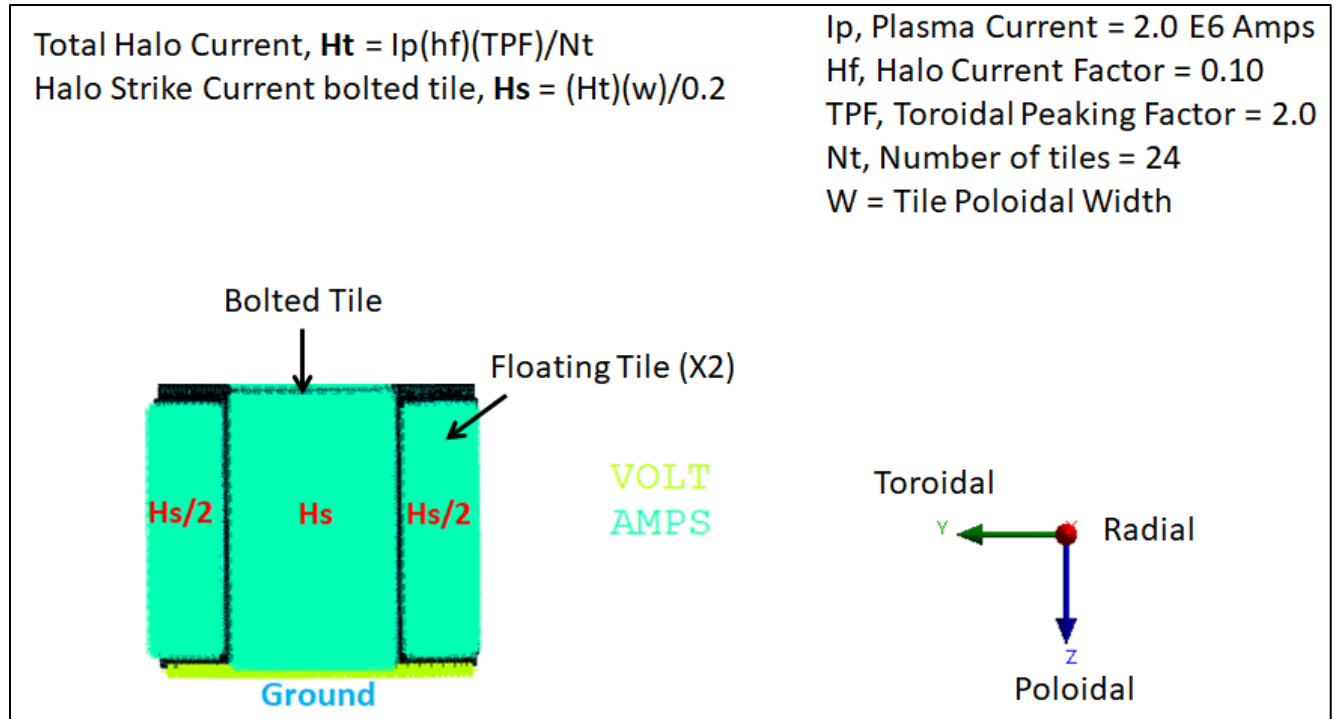 Total Halo Current, Ht = Ip(hf)(TPF)/Nt
Halo Strike Current bolted tile, Hs = (Ht)(w)/0.2
Ip, Plasma Current = 2.0 E6 Amps
Hf, Halo Current Factor = 0.10
TPF, Toroidal Peaking Factor = 2.0
Nt, Number of tiles = 24
W = Tile Poloidal Width
Bolted Tile
Floating Tile (X2)
Hs/2
Hs
Hs/2
Ground
VOLT
AMPS
Toroidal
Y
X
Radial
Z
Poloidal